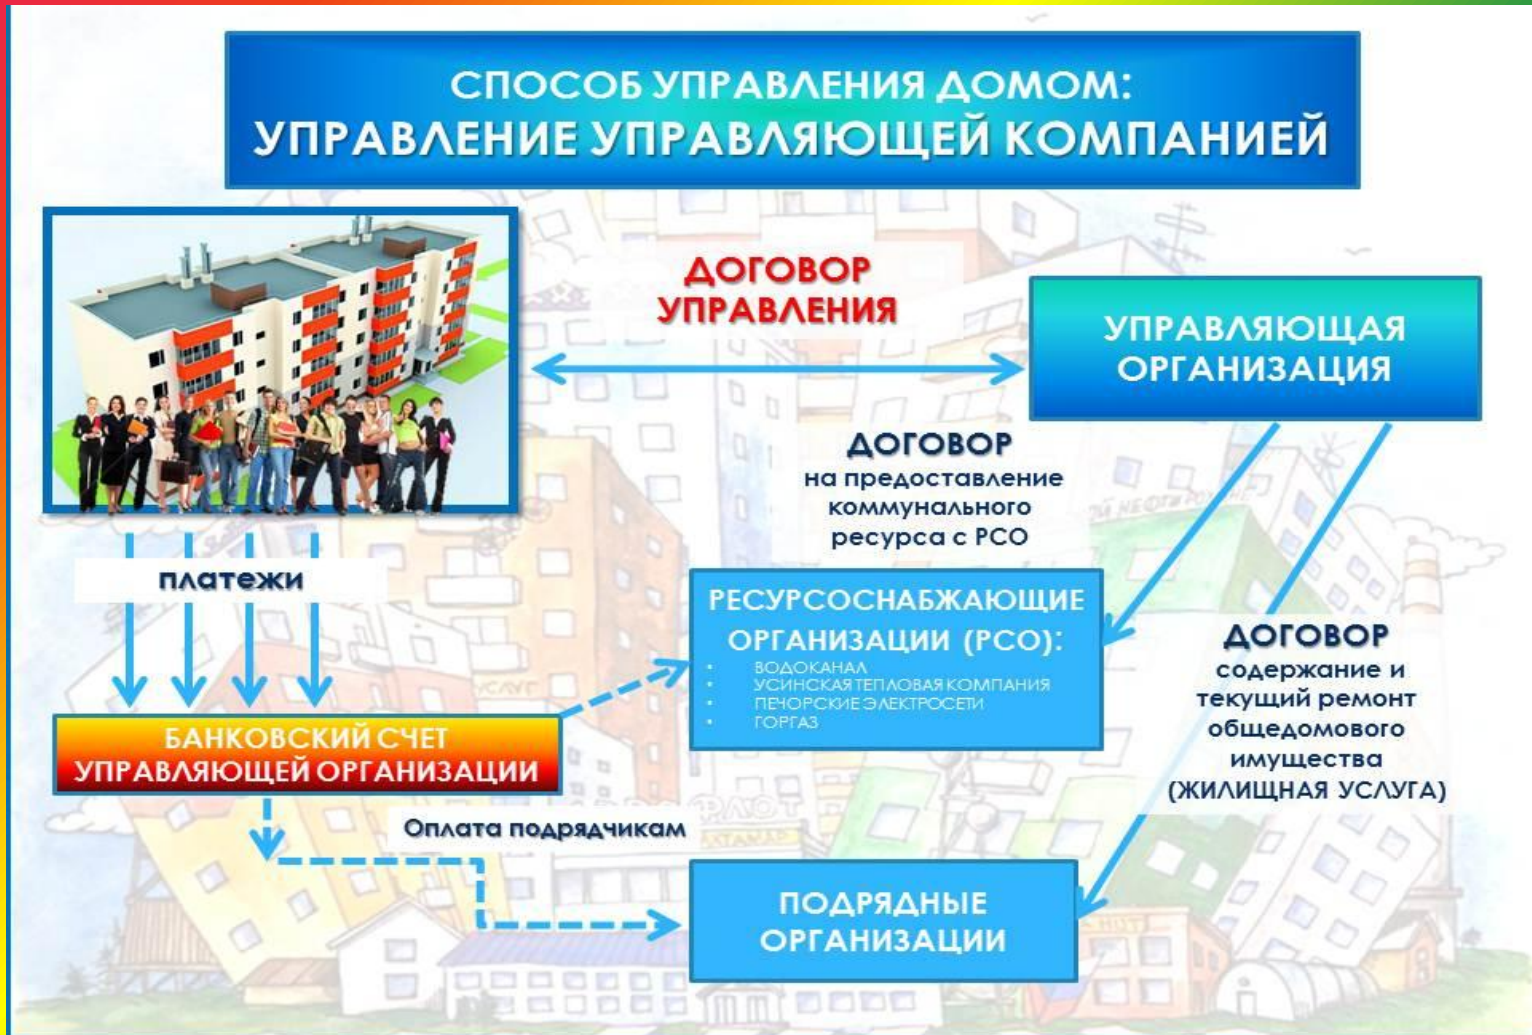 СПОСОБ УПРАВЛЕНИЯ ДОМОМ:
УПРАВЛЕНИЕ УПРАВЛЯЮЩЕЙ КОМПАНИЕЙ
ДОГОВОР
УПРАВЛЕНИЯ
УПРАВЛЯЮЩАЯ
ОРГАНИЗАЦИЯ
ДОГОВОР
на предоставление
коммунального
ресурса с РСО
платежи
РЕСУРСОСНАБЖАЮЩИЕ
ОРГАНИЗАЦИИ (РСО):
• ВОДОКАНАЛ
• УСИНСКАЯ ТЕПЛОВАЯ КОМПАНИЯ
• ПЕЧОРСКИЕ ЭЛЕКТРОСЕТИ
• ГОРГАЗ
ДОГОВОР
содержание и
текущий ремонт
общедомового
имущества
(ЖИЛИЩНАЯ УСЛУГА)
БАНКОВСКИЙ СЧЕТ
УПРАВЛЯЮЩЕЙ ОРГАНИЗАЦИИ
Оплата подрядчикам
ПОДРЯДНЫЕ
ОРГАНИЗАЦИИ
УСЛУГ